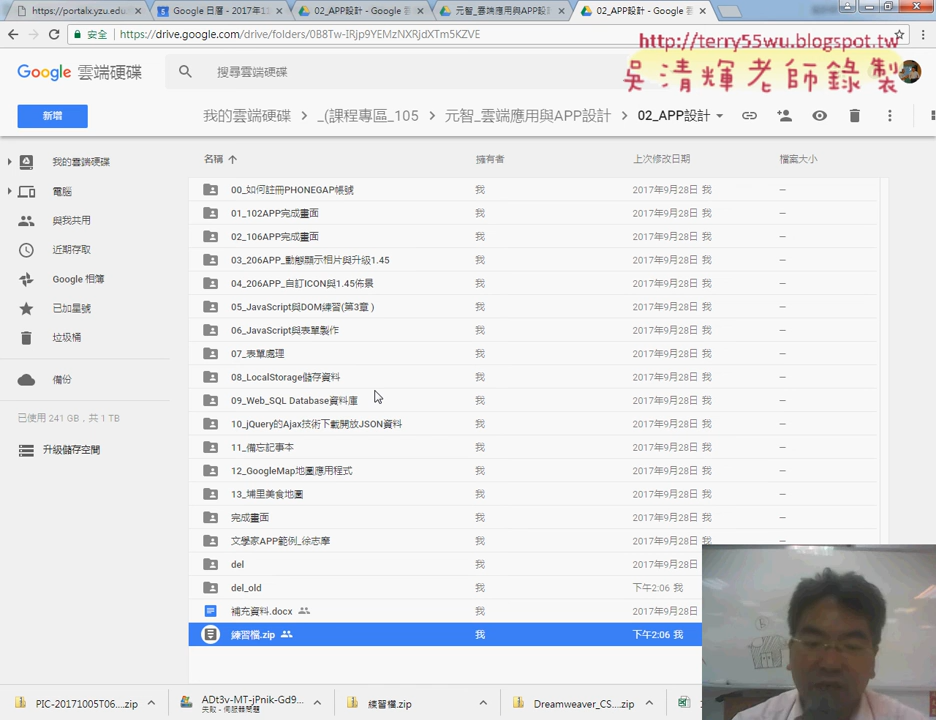 https://portalx.yzu.edu
Google 日曆 - 2017年1
02_APP設計 - Google 雲
元智_雲端應用與APP設
02_APP設計 - Google 雲
安全 | https://drive.google.com/drive/folders/0B8Tw-IRjp9YEMzNXRjdXTm5KZVE
http://terry55wu.blogspot.tw
吳清輝老師錄製
Google 雲端硬碟
搜尋雲端硬碟
新增
我的雲端硬碟 > _(課程專區_105 > 元智_雲端應用與APP設計 > 02_APP設計
名稱 擁有者 上次修改日期 檔案大小
我的雲端硬碟
電腦
與我共用
近期存取
Google 相簿
已加星號
垃圾桶
備份
已使用 241 GB,共 1 TB
升級儲存空間
00_如何註冊PHONEGAP帳號 我 2017年9月28日 我 –
01_102APP完成畫面 我 2017年9月28日 我 –
02_106APP完成畫面 我 2017年9月28日 我 –
03_206APP_動態顯示相片與升級1.45 我 2017年9月28日 我 –
04_206APP_自訂ICON與1.45佈景 我 2017年9月28日 我 –
05_JavaScript與DOM練習(第3章 ) 我 2017年9月28日 我 –
06_JavaScript與表單製作 我 2017年9月28日 我 –
07_表單處理 我 2017年9月28日 我 –
08_LocalStorage儲存資料 我 2017年9月28日 我 –
09_Web_SQL Database資料庫 我 2017年9月28日 我 –
10_jQuery的Ajax技術下載開放JSON資料 我 2017年9月28日 我 –
11_備忘記事本 我 2017年9月28日 我 –
12_GoogleMap地圖應用程式 我 2017年9月28日 我 –
13_埔里美食地圖 我 2017年9月28日 我 –
完成畫面 我 2017年9月28日 我 –
文學家APP範例_徐志摩 我 2017年9月28日 我 –
del 我 2017年9月28日
del_old 我 下午2:06 我
補充資料.docx 我 2017年9月28日
練習檔.zip 我 下午2:06 我
PIC-20171005T06....zip
ADt3v-MT-jPnik-Gd9...
失敗 - 伺服器問題
練習檔.zip
Dreamweaver_CS....zip